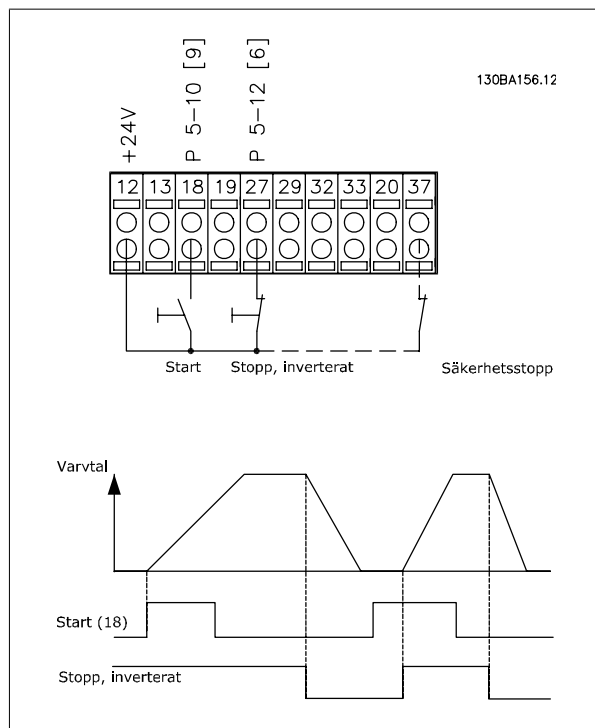 130BA156.12
+24V
P 5-10 [9]
P 5-12 [6]
12 13 18 19 27 29 32 33 20 37
Start
Stopp, inverterat
Säkerhetsstopp
Varvtal
Start (18)
Stopp, inverterat